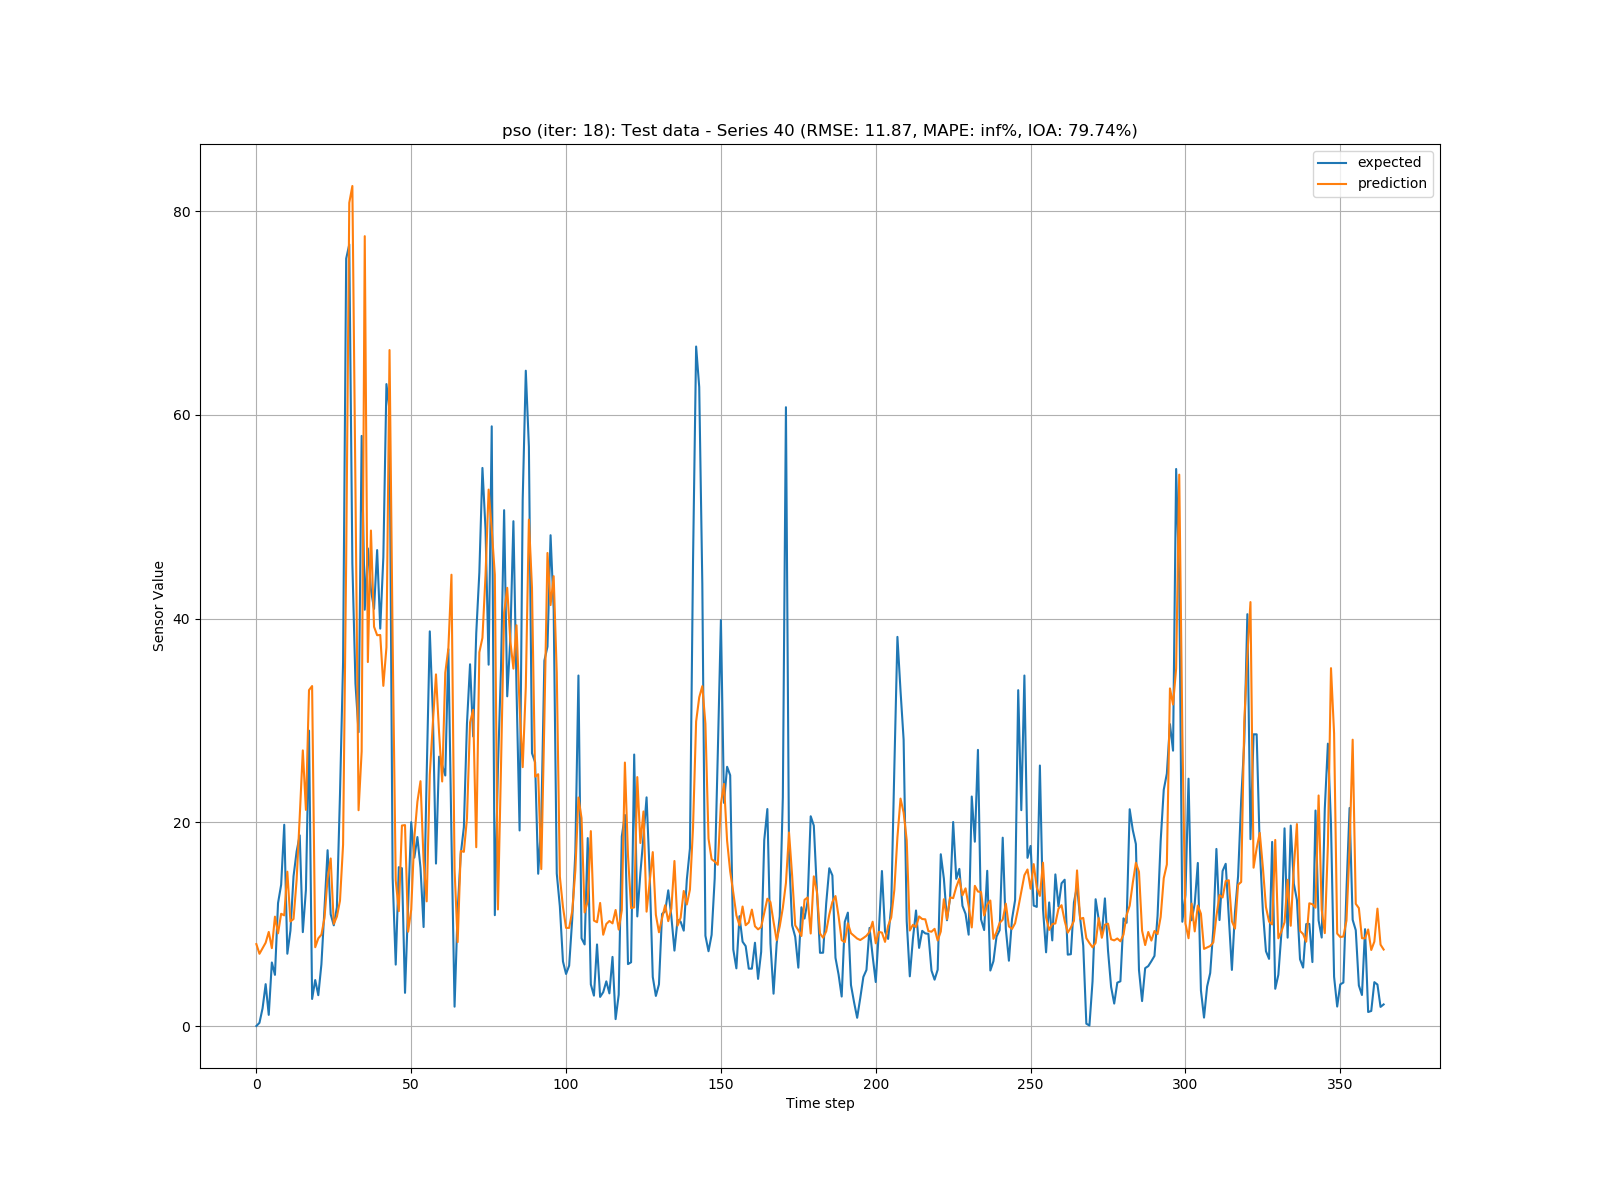 pso (iter: 18): Test data - Series 40 (RMSE: 11.87, MAPE: inf%, IOA: 79.74%)
expected
prediction
80
60
40
20
0
Sensor Value
0 50 100 150 200 250 300 350
Time step